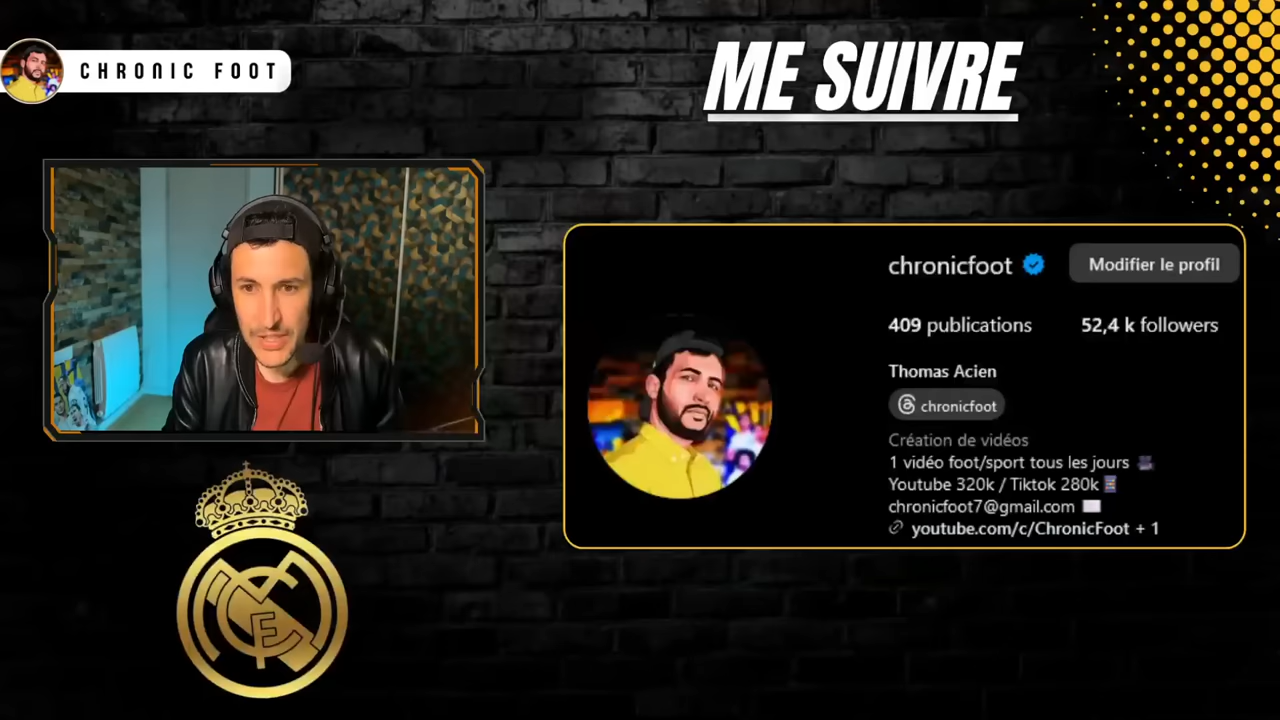 CHRONIC FOOT
ME SUIVRE
chronicfoot
Modifier le profil
409 publications
52,4 k followers
Thomas Acien
chronicfoot
Création de vidéos
1 vidéo foot/sport tous les jours
Youtube 320k / Tiktok 280k
chronicfoot7@gmail.com
youtube.com/c/ChronicFoot + 1